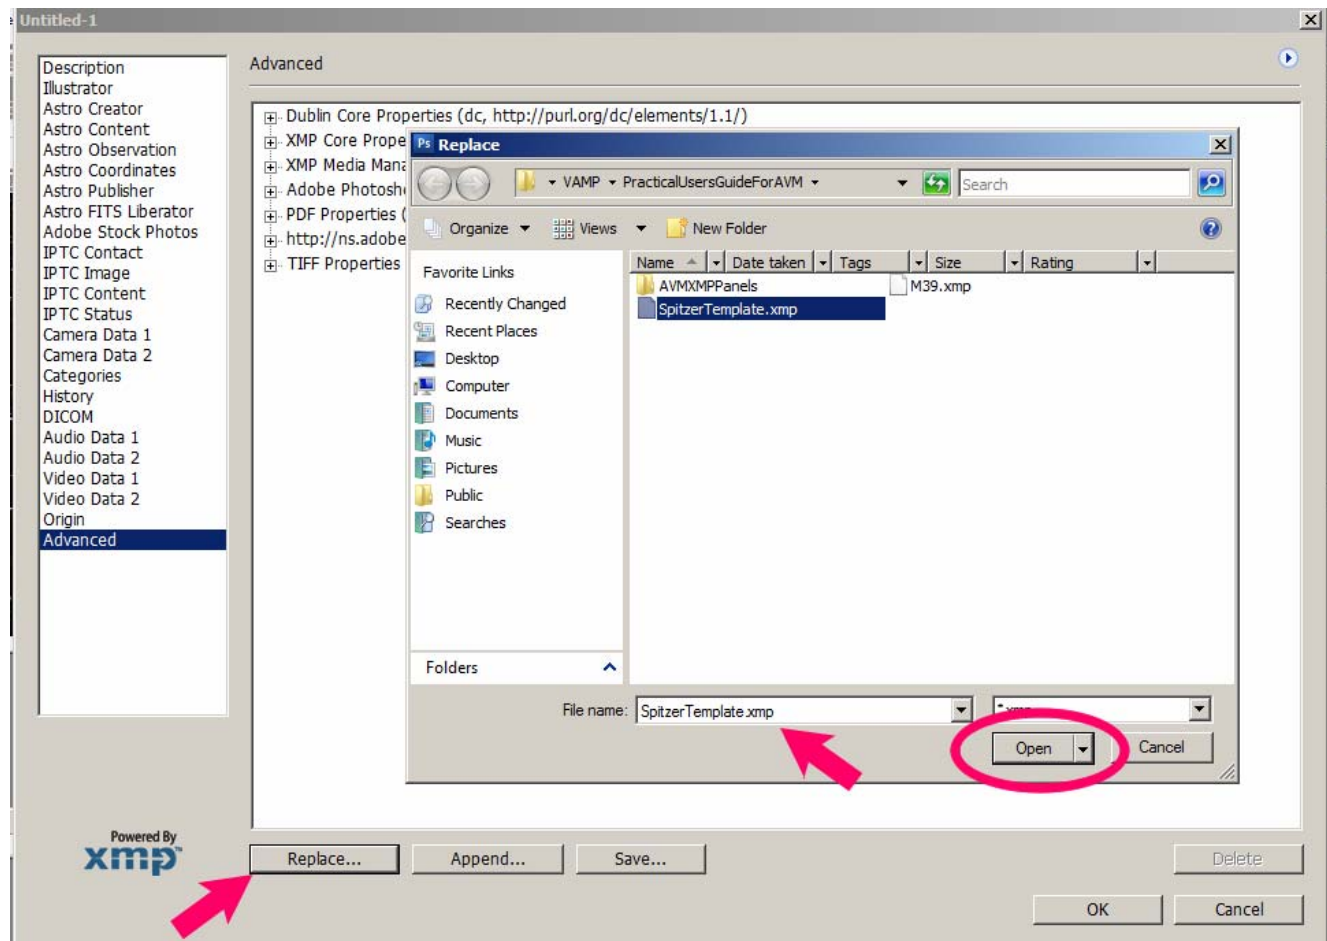 Untitled-1
Description
Illustrator
Astro Creator
Astro Content
Astro Observation
Astro Coordinates
Astro Publisher
Astro FITS Liberator
Adobe Stock Photos
IPTC Contact
IPTC Image
IPTC Content
IPTC Status
Camera Data 1
Camera Data 2
Categories
History
DICOM
Audio Data 1
Audio Data 2
Video Data 1
Video Data 2
Origin
Advanced
Powered By
xmp™
Advanced
Dublin Core Properties (dc, http://purl.org/dc/elements/1.1/)
XMP Core Prope
XMP Media Mana
Adobe Photosh
PDF Properties (
http://ns.adobe
TIFF Properties
Ps Replace
VAMP PracticalUsersGuideForAVM Search
Organize Views New Folder
Favorite Links
Recently Changed
Recent Places
Desktop
Computer
Documents
Music
Pictures
Public
Searches
Folders
Name Date taken Tags Size Rating
AVMXMPPanels M39.xmp
SpitzerTemplate.xmp
File name: SpitzerTemplate.xmp *.xmp
Open Cancel
Replace... Append... Save... Delete
OK Cancel